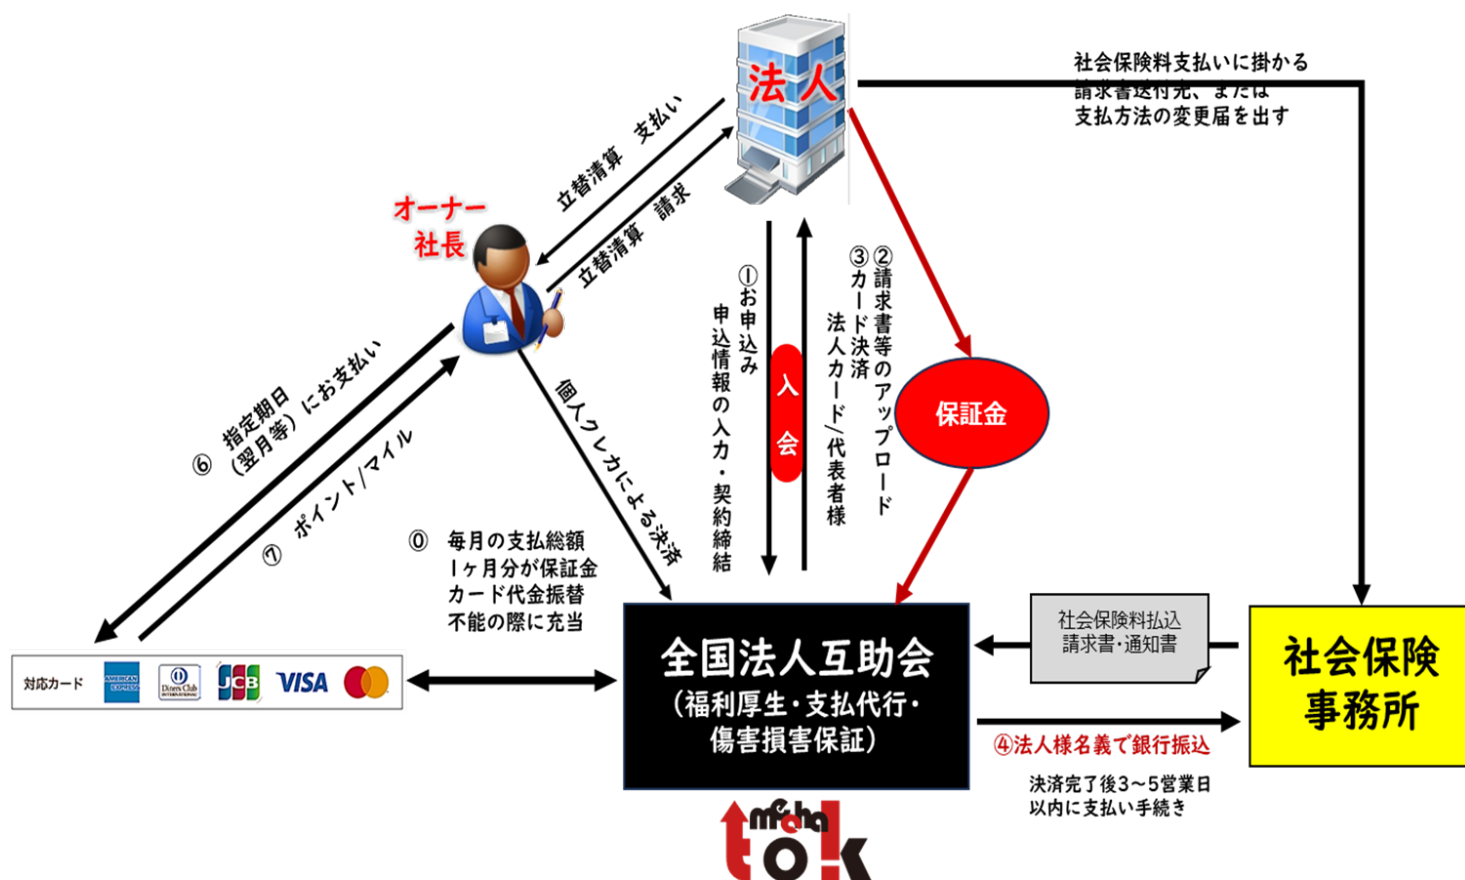 法人
社会保険料支払いに掛かる
請求書送付先、または
支払方法の変更届を出す
立替清算 支払い
立替清算 請求
オーナー
社長
①お申込み
申込情報の入力・契約締結
入会
②請求書等のアップロード
③カード決済
法人カード/代表者様
保証金
個人クレカによる決済
⑥ 指定期日
(翌月等)にお支払い
⑦ ポイント/マイル
⓪ 毎月の支払総額
1ヶ月分が保証金
カード代金振替
不能の際に充当
対応カード
AMERICAN
EXPRESS
Diners Club
INTERNATIONAL
JCB
VISA
全国法人互助会
(福利厚生・支払代行・
傷害損害保証)
社会保険料払込
請求書・通知書
社会保険
事務所
④法人様名義で銀行振込
決済完了後3～5営業日
以内に支払い手続き
mecha
tok